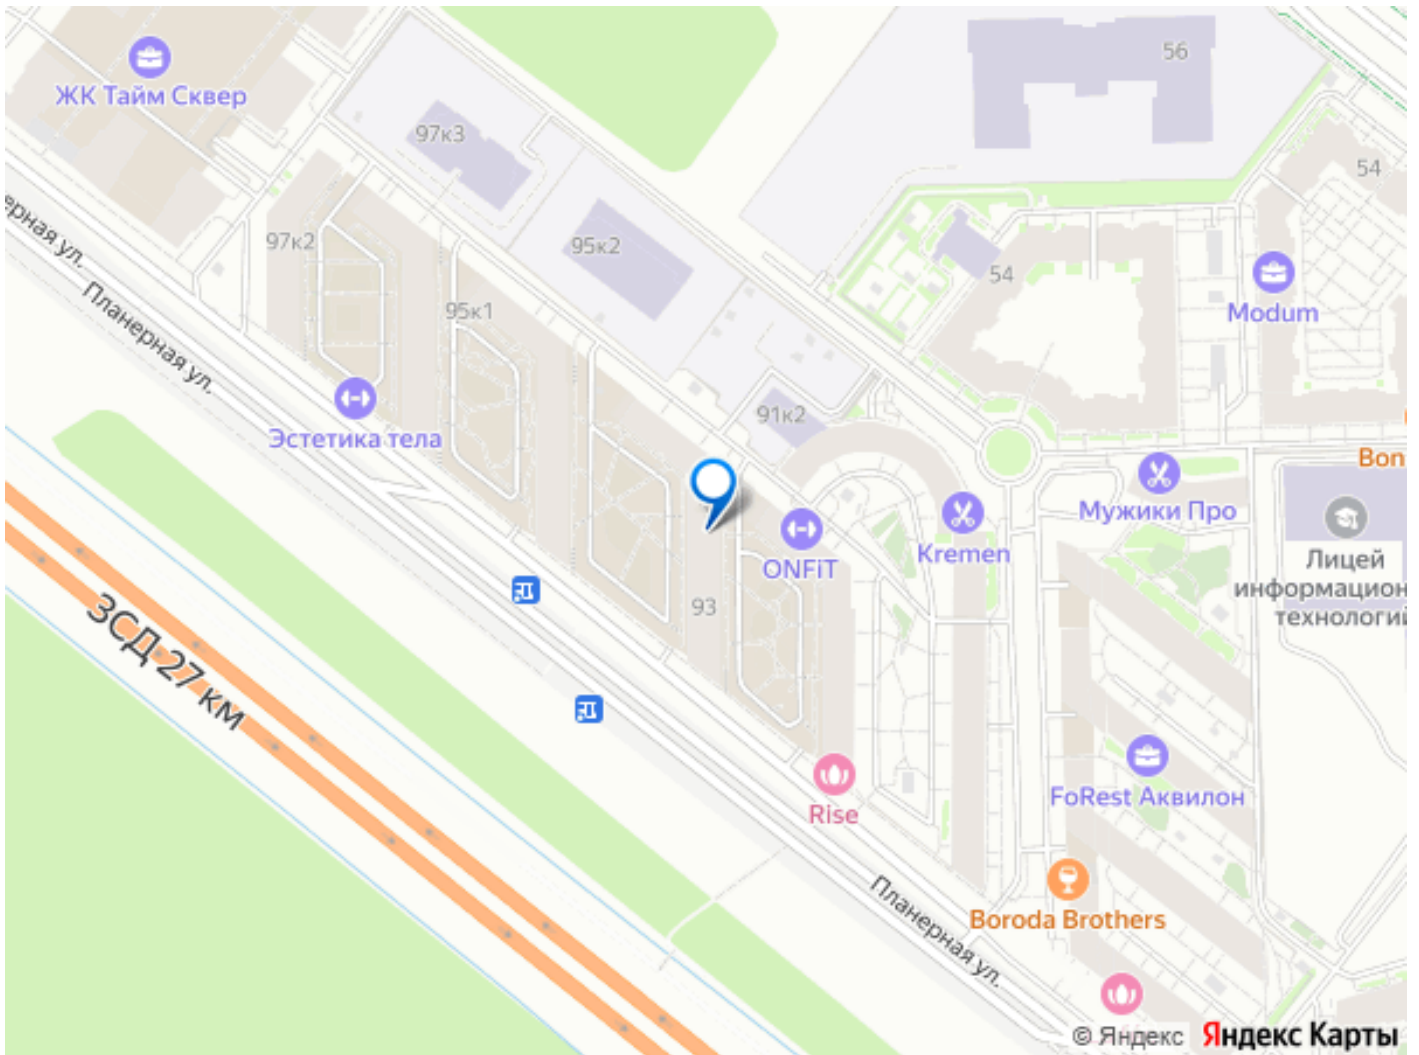 56
ЖК Тайм Сквер
97к3
54
ерная ул.
97к2
95к2
54
Планерная ул.
95к1
Modum
91к2
Эстетика тела
Bon
Мужики Про
Kremen
ONFiT
Лицей
информацион
технологий
93
ЗСД 27 км
FoRest Аквилон
Rise
Boroda Brothers
Планерная ул.
© Яндекс
Яндекс Карты